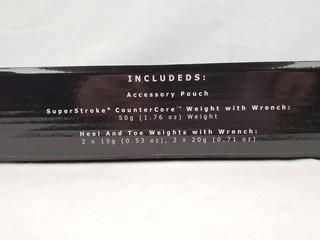 INCLUDEDS:
Accessory Pouch
SuperStroke® CounterCore™ Weight with Wrench:
50g (1.76 oz) Weight
Heel And Toe Weights with Wrench:
2 x 15g (0.53 oz), 2 x 20g (0.71 oz)